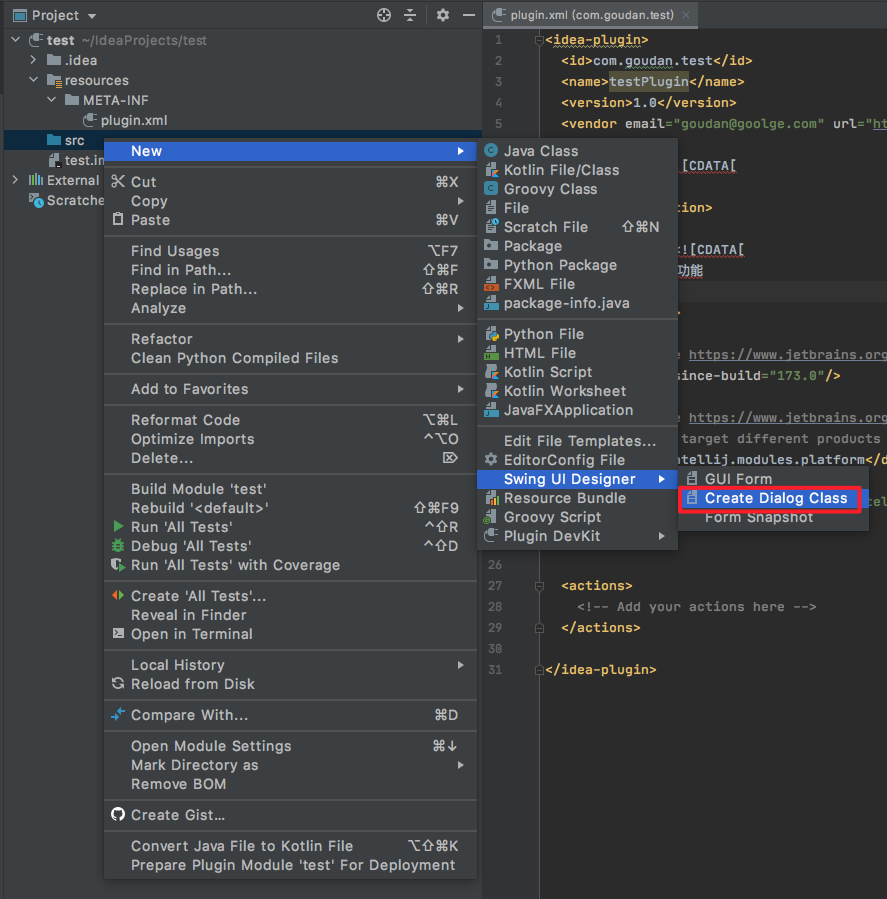 Project
test ~/IdeaProjects/test
.idea
resources
META-INF
plugin.xml
src
test.in
External
Scratche
New
Cut ⌘X
Copy
Paste ⌘V
Find Usages ⌥F7
Find in Path... ⇧⌘F
Replace in Path... ⇧⌘R
Analyze
Refactor
Clean Python Compiled Files
Add to Favorites
Reformat Code ⌥⌘L
Optimize Imports ^⌥O
Delete... ⌦
Build Module 'test'
Rebuild '<default>' ⇧⌘F9
Run 'All Tests' ^⇧R
Debug 'All Tests' ^⇧D
Run 'All Tests' with Coverage
Create 'All Tests'...
Reveal in Finder
Open in Terminal
Local History
Reload from Disk
Compare With... ⌘D
Open Module Settings ⌘↓
Mark Directory as
Remove BOM
Create Gist...
Convert Java File to Kotlin File ⌥⇧⌘K
Prepare Plugin Module 'test' For Deployment
Java Class
Kotlin File/Class
Groovy Class
File
Scratch File ⇧⌘N
Package
Python Package
FXML File
package-info.java
Python File
HTML File
Kotlin Script
Kotlin Worksheet
JavaFXApplication
Edit File Templates...
EditorConfig File
Swing UI Designer
Resource Bundle
Groovy Script
Plugin DevKit
GUI Form
Create Dialog Class
Form Snapshot
plugin.xml (com.goudan.test)
1 <idea-plugin>
2 <id>com.goudan.test</id>
3 <name>testPlugin</name>
4 <version>1.0</version>
5 <vendor email="goudan@goolge.com" url="ht
[CDATA[
tion>
<![CDATA[
功能
>
e https://www.jetbrains.org
since-build="173.0"/>
e https://www.jetbrains.org
target different products
ntellij.modules.platform</d
tel
26
27 <actions>
28 <!-- Add your actions here -->
29 </actions>
30
31 </idea-plugin>